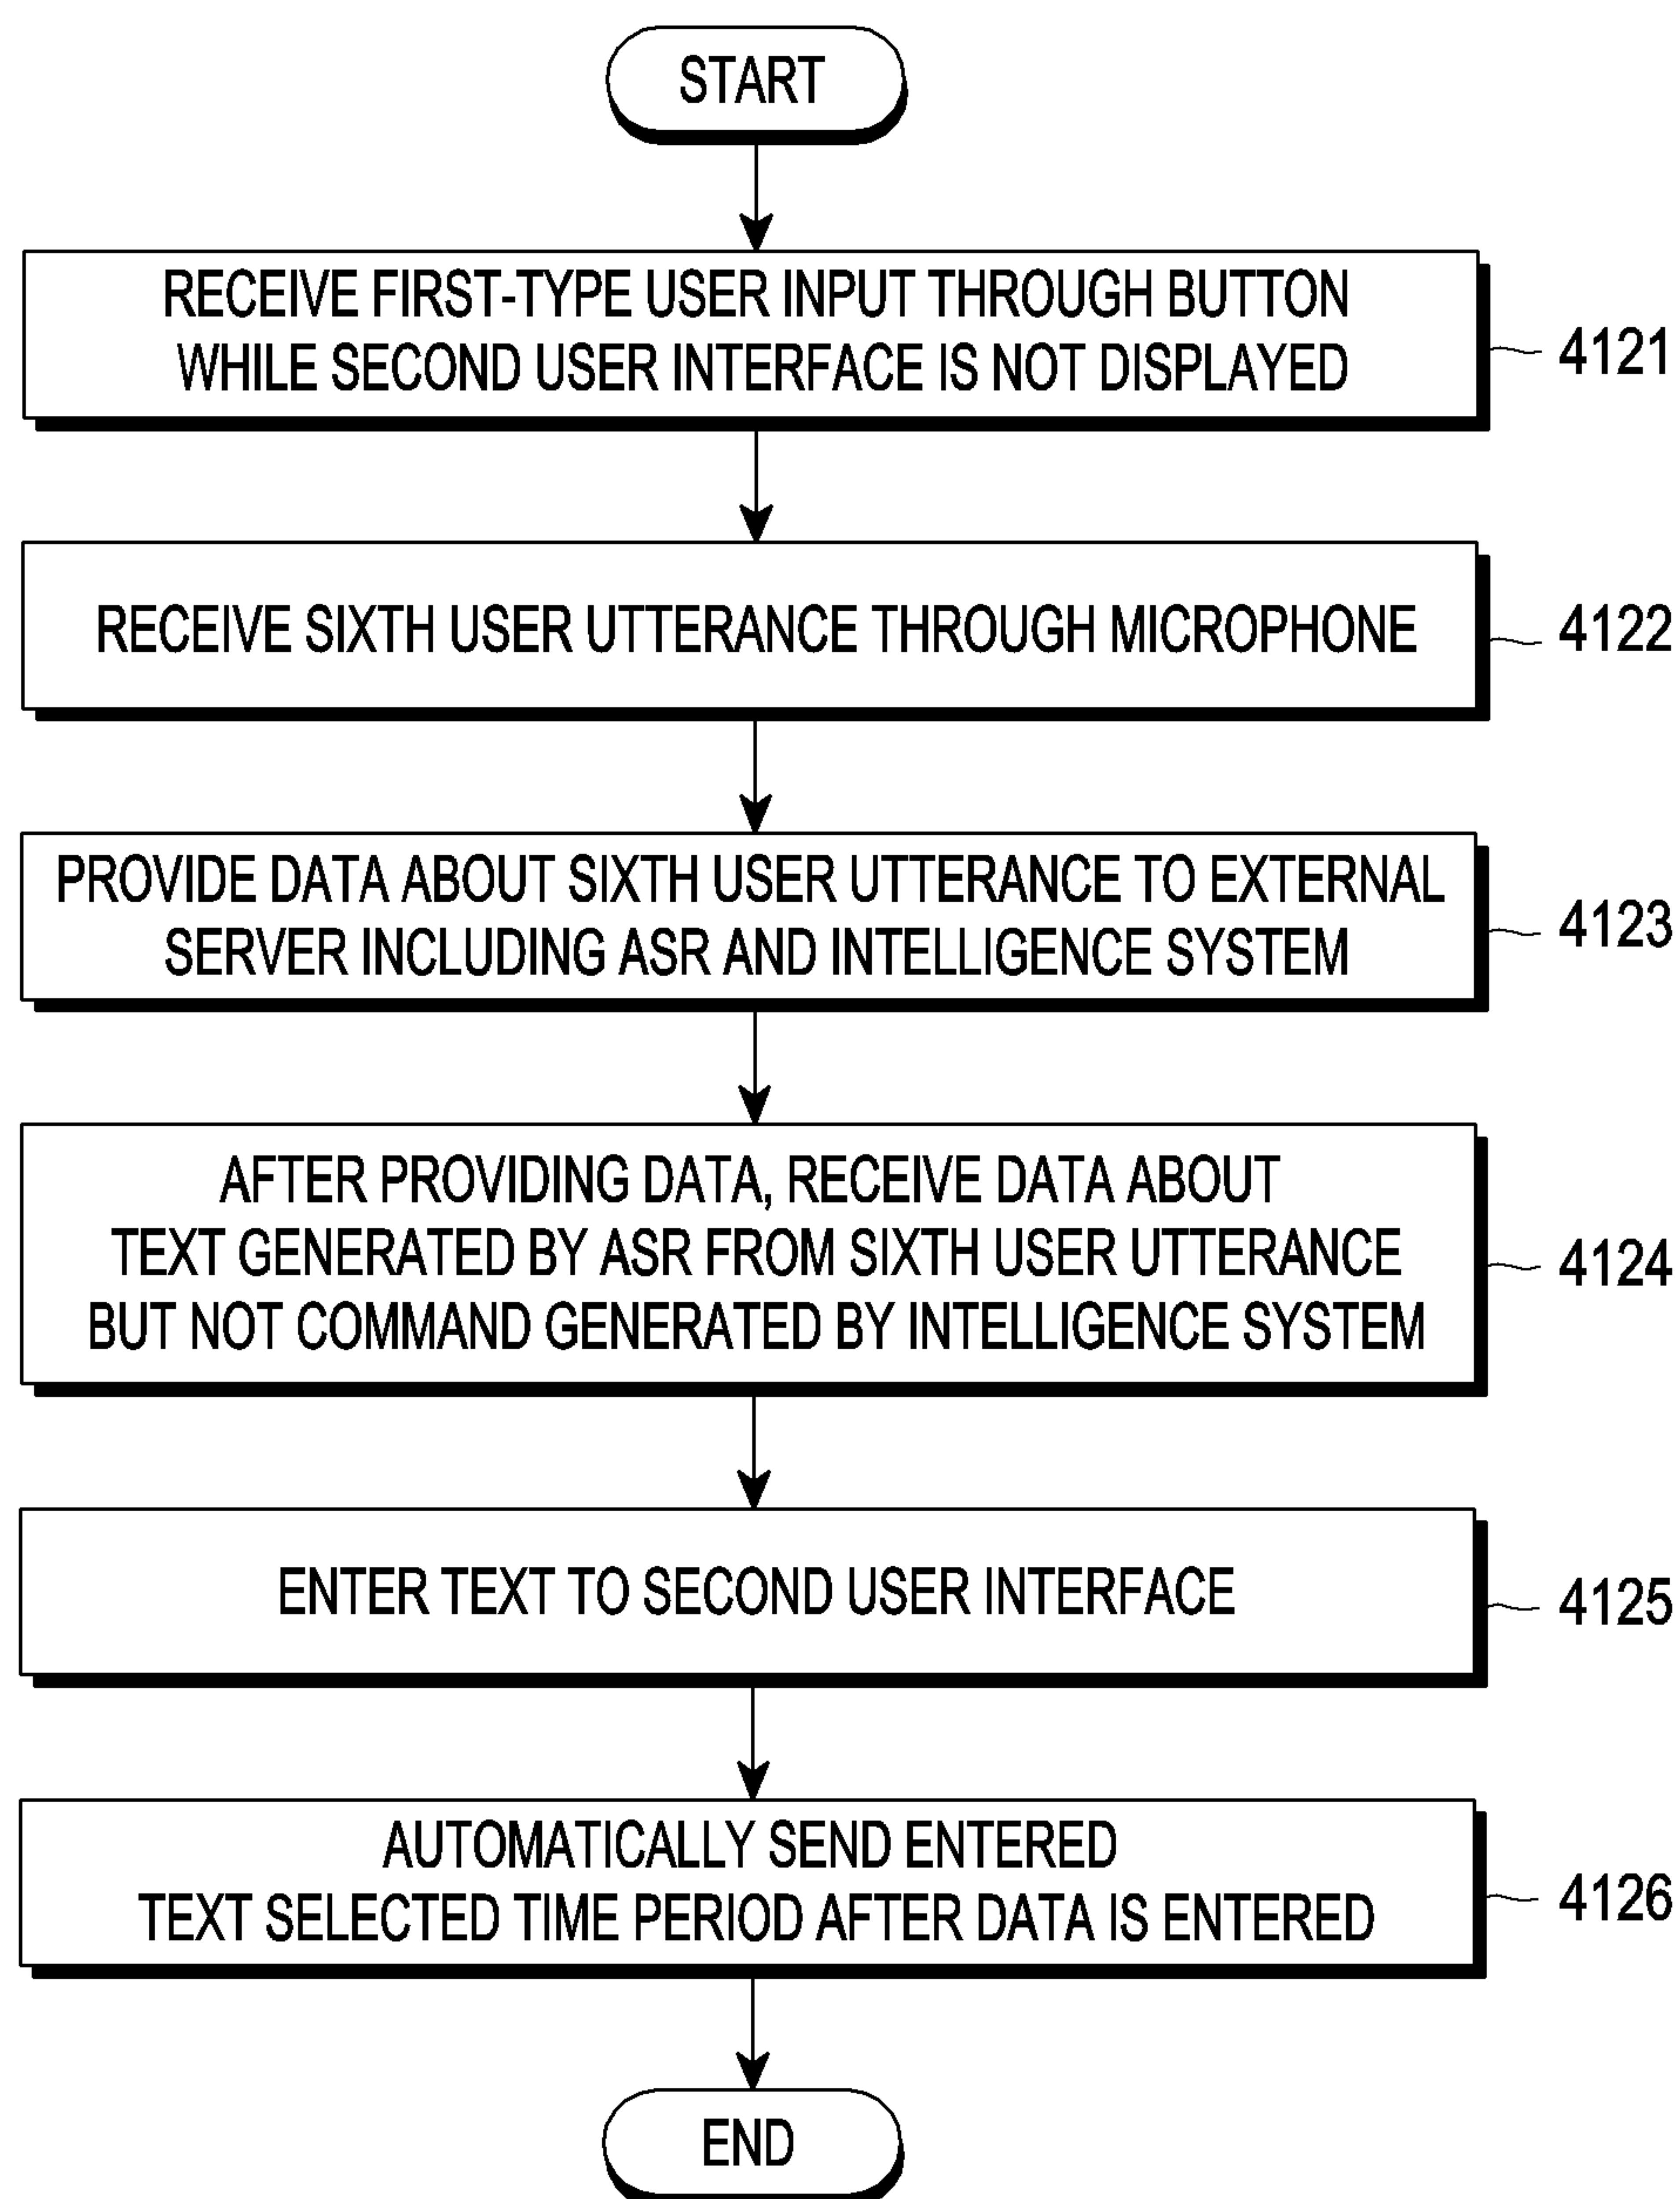 START
RECEIVE FIRST-TYPE USER INPUT THROUGH BUTTON
WHILE SECOND USER INTERFACE IS NOT DISPLAYED
4121
RECEIVE SIXTH USER UTTERANCE THROUGH MICROPHONE
4122
PROVIDE DATA ABOUT SIXTH USER UTTERANCE TO EXTERNAL
SERVER INCLUDING ASR AND INTELLIGENCE SYSTEM
4123
AFTER PROVIDING DATA, RECEIVE DATA ABOUT
TEXT GENERATED BY ASR FROM SIXTH USER UTTERANCE
BUT NOT COMMAND GENERATED BY INTELLIGENCE SYSTEM
4124
ENTER TEXT TO SECOND USER INTERFACE
4125
AUTOMATICALLY SEND ENTERED
TEXT SELECTED TIME PERIOD AFTER DATA IS ENTERED
4126
END